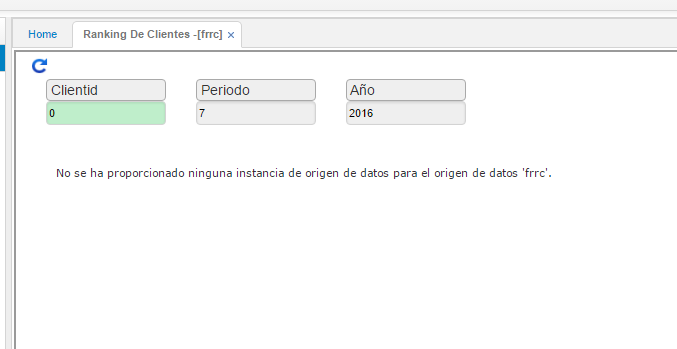 Home
Ranking De Clientes -[frrc] ×
Clientid Periodo Año
0 7 2016
No se ha proporcionado ninguna instancia de origen de datos para el origen de datos 'frrc'.